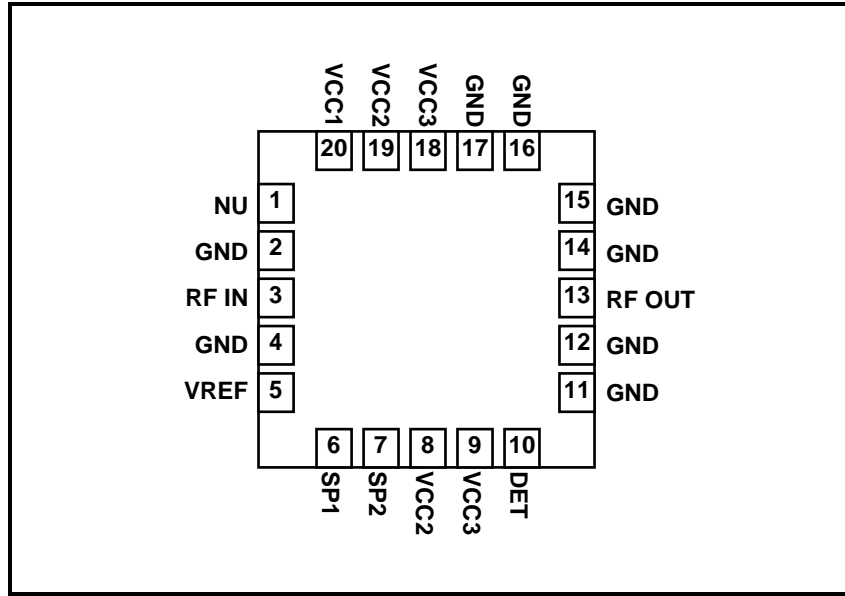 VCC1 VCC2 VCC3 GND GND
20 19 18 17 16
NU 1 15 GND
GND 2 14 GND
RF IN 3 13 RF OUT
GND 4 12 GND
VREF 5 11 GND
6 7 8 9 10
SP1 SP2 VCC2 VCC3 DET